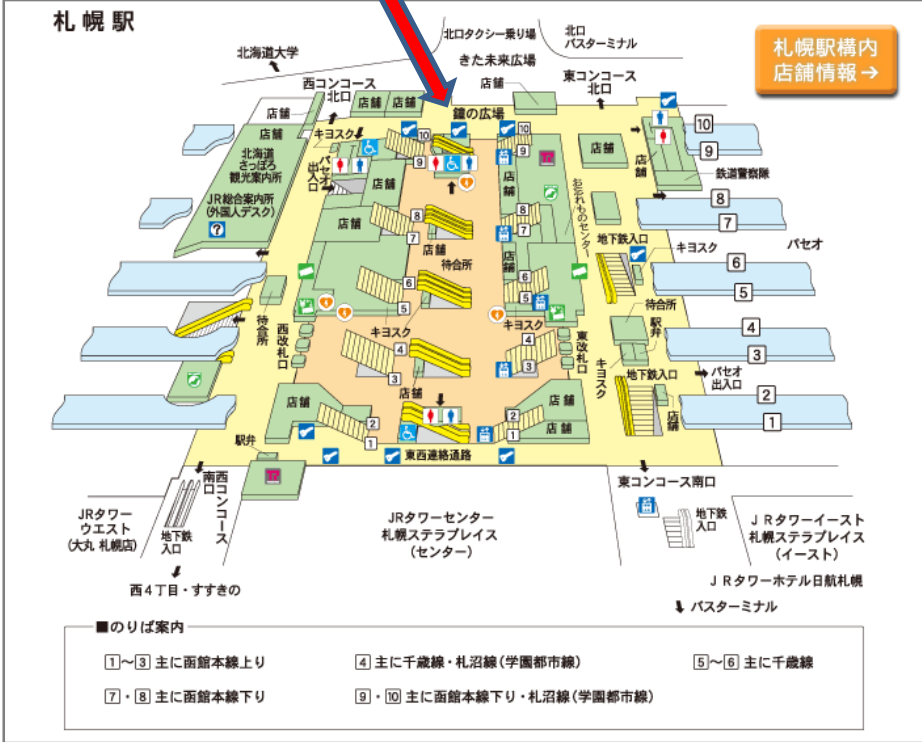 札幌駅
札幌駅構内
店舗情報→
北口タクシー乗り場
北口
バスターミナル
北海道大学
きた未来広場
西コンコース
北口
店舗
東コンコース
北口
店舗
店舗
店舗
鐘の広場
店舗
キヨスク
10
10
10
9
9
9
北海道
さっぽろ
観光案内所
パセオ
出入口
店舗
店舗
店舗
店舗
鉄道警察隊
JR総合案内所
(外国人デスク)
?
お忘れものセンター
店舗
8
8
8
7
7
7
店舗
地下鉄入口
キヨスク
パセオ
待合所
店舗
6
6
6
5
5
5
待合所
西改札口
キヨスク
キヨスク
東改札口
待合所
駅弁
4
4
4
3
3
3
キヨスク
地下鉄入口
パセオ
出入口
店舗
店舗
店舗
店舗
2
2
2
1
1
1
駅弁
東西連絡通路
南口
西コンコース
東コンコース南口
JRタワー
ウエスト
(大丸 札幌店)
地下鉄
入口
JRタワーセンター
札幌ステラプレイス
(センター)
地下鉄
入口
JRタワーイースト
札幌ステラプレイス
(イースト)
西4丁目・すすきの
JRタワーホテル日航札幌
バスターミナル
■のりば案内
1～3 主に函館本線上り
4 主に千歳線・札沼線(学園都市線)
5～6 主に千歳線
7・8 主に函館本線下り
9・10 主に函館本線下り・札沼線(学園都市線)